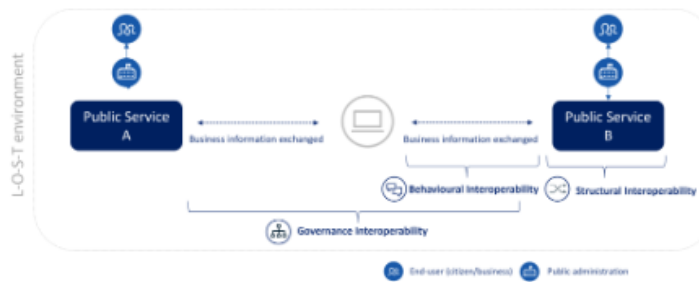 L-O-S-T environment
Public Service
A
Business information exchanged
Business information exchanged
Public Service
B
Behavioural Interoperability
Structural Interoperability
Governance Interoperability
End-user (citizen/business)
Public administration